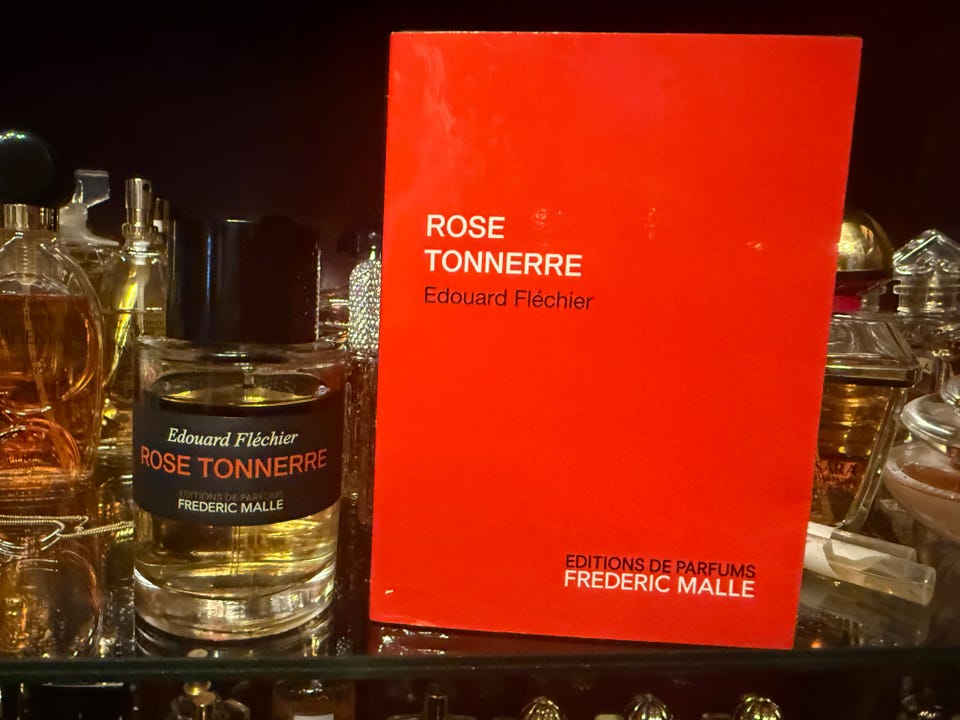 Edouard Fléchier
ROSE TONNERRE
EDITIONS DE PARFUMS
FREDERIC MALLE
ROSE
TONNERRE
Edouard Fléchier
EDITIONS DE PARFUMS
FREDERIC MALLE